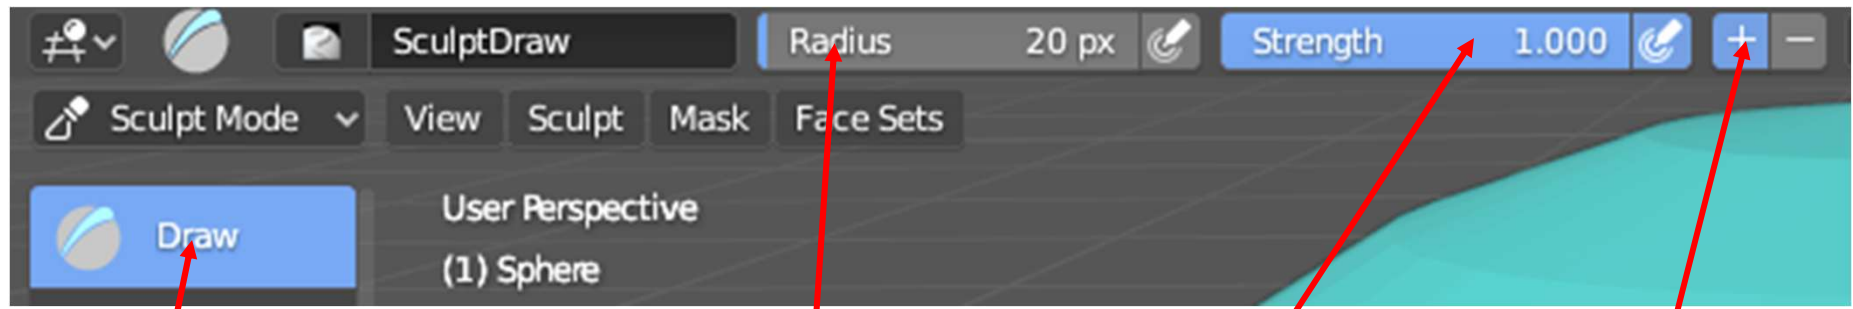 SculptDraw Radius 20 px Strength 1.000 + −
Sculpt Mode View Sculpt Mask Face Sets
Draw
User Perspective
(1) Sphere